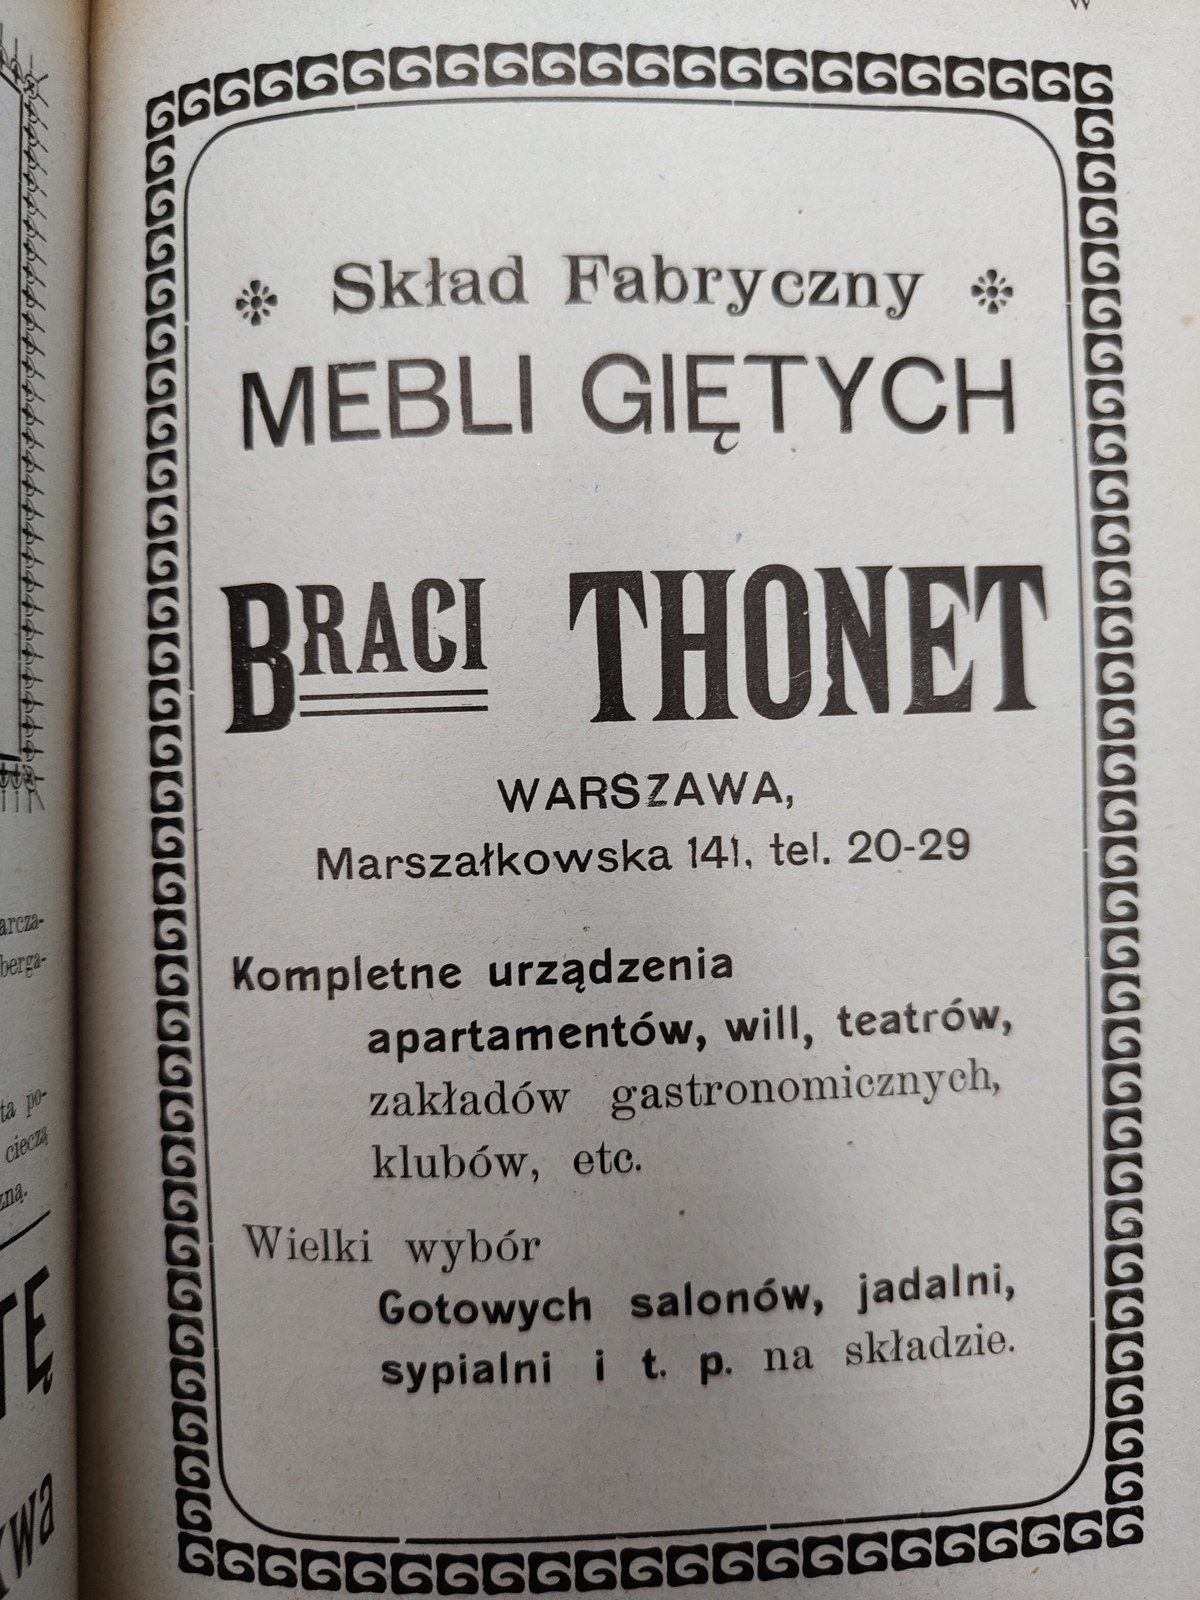 Skład Fabryczny
MEBLI GIĘTYCH
BRACI THONET
WARSZAWA,
Marszałkowska 141, tel. 20-29
Kompletne urządzenia
apartamentów, will, teatrów,
zakładów gastronomicznych,
klubów, etc.
Wielki wybór
Gotowych salonów, jadalni,
sypialni i t. p. na składzie.